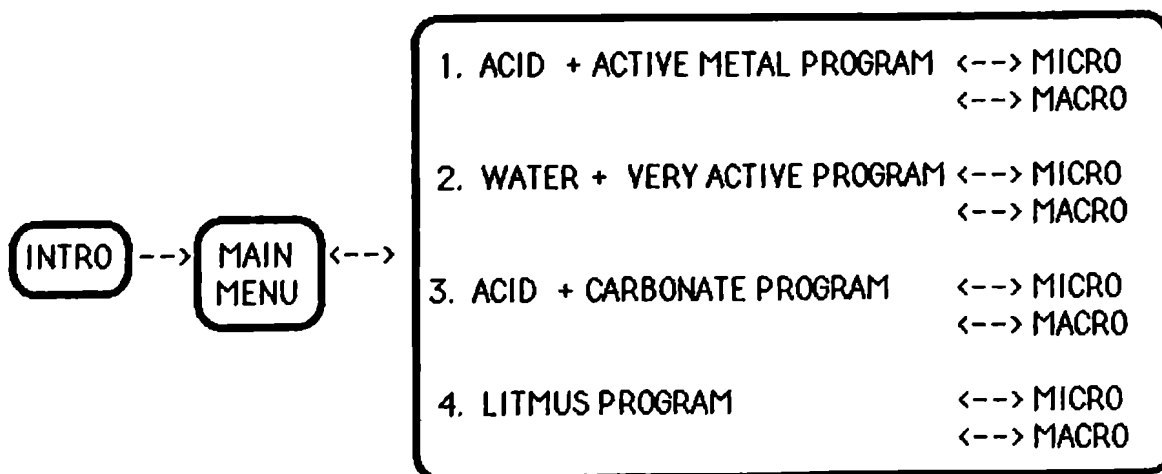 1. ACID + ACTIVE METAL PROGRAM <--> MICRO
<--> MACRO
2. WATER + VERY ACTIVE PROGRAM <--> MICRO
<--> MACRO
INTRO --> MAIN MENU <-->
3. ACID + CARBONATE PROGRAM <--> MICRO
<--> MACRO
4. LITMUS PROGRAM <--> MICRO
<--> MACRO